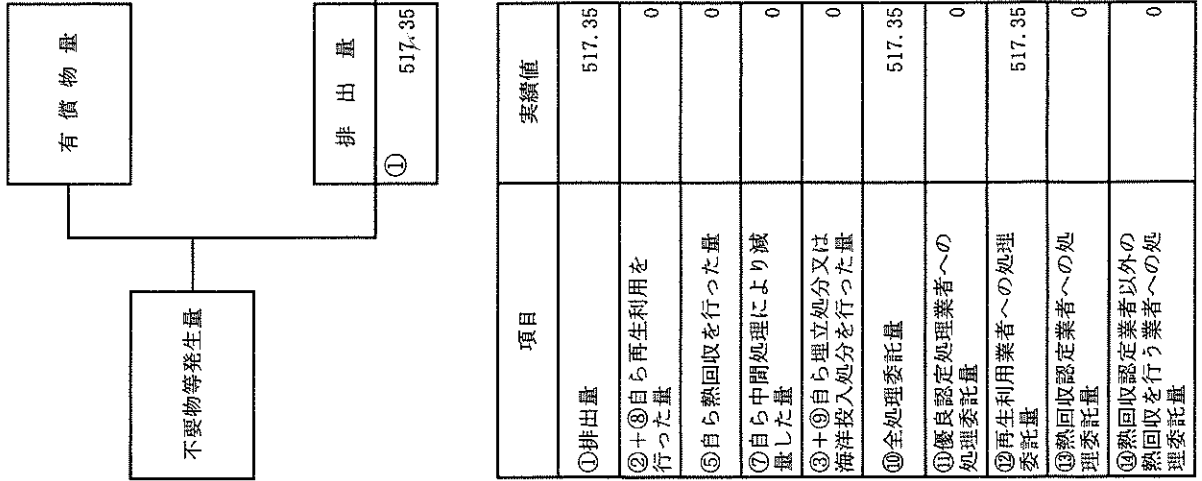 不要物等発生量
有償物量
排出量
①
517.35
項目
実績値
①排出量
517.35
②+⑧自ら再生利用を
行った量
0
⑤自ら熱回収を行った量
0
⑦自ら中間処理により減
量した量
0
③+⑨自ら埋立処分又は
海洋投入処分を行った量
0
⑩全処理委託量
517.35
⑪優良認定処理業者への
処理委託量
0
⑫再生利用業者への処理
委託量
517.35
⑬熱回収認定業者への処
理委託量
0
⑭熱回収認定業者以外の
熱回収を行う業者への処
理委託量
0